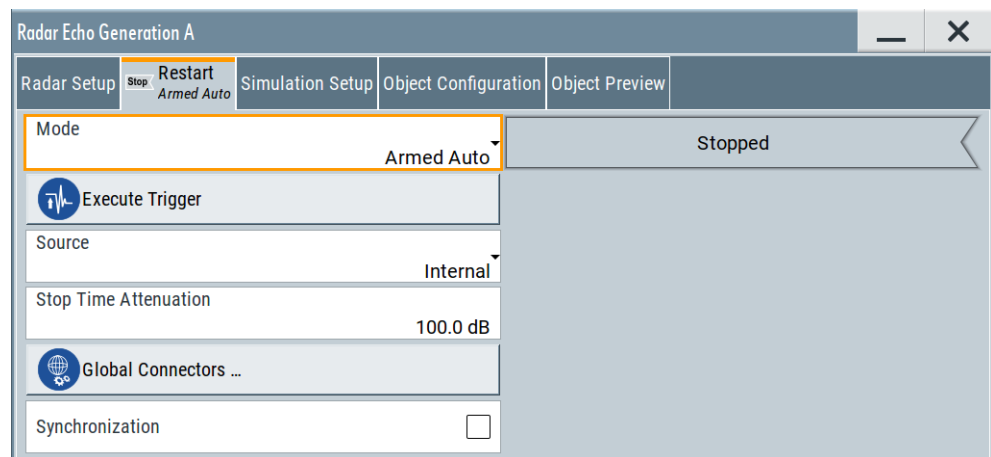 Radar Echo Generation A
Radar Setup Stop Restart Armed Auto Simulation Setup Object Configuration Object Preview
Mode
Armed Auto
Stopped
Execute Trigger
Source
Internal
Stop Time Attenuation
100.0 dB
Global Connectors ...
Synchronization